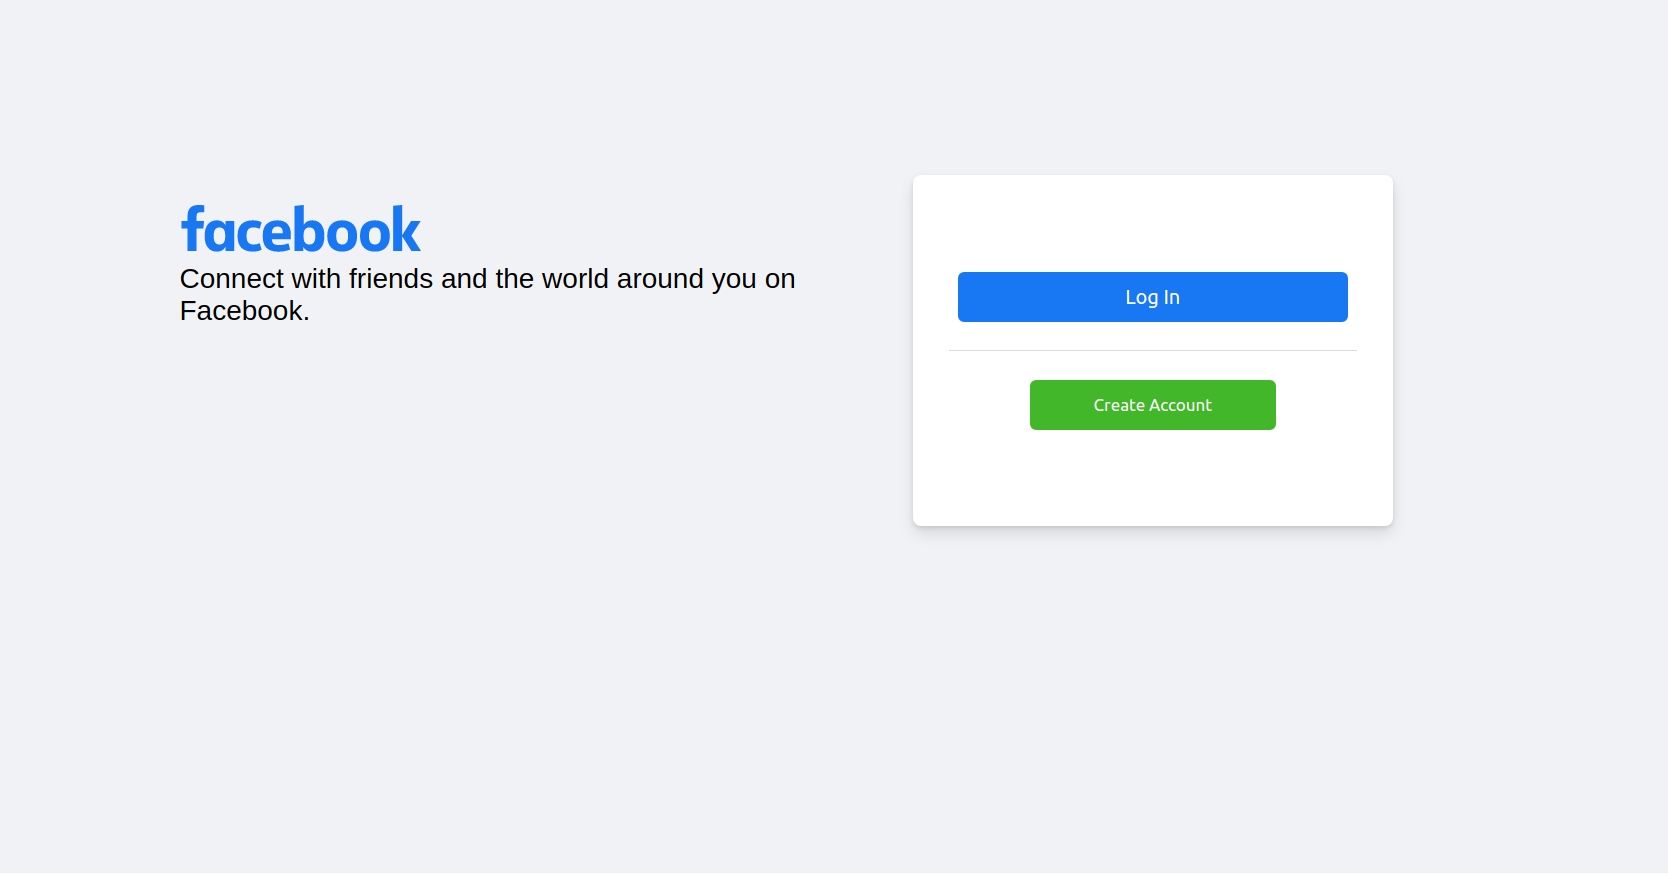 facebook
Connect with friends and the world around you on
Facebook.
Log In
Create Account